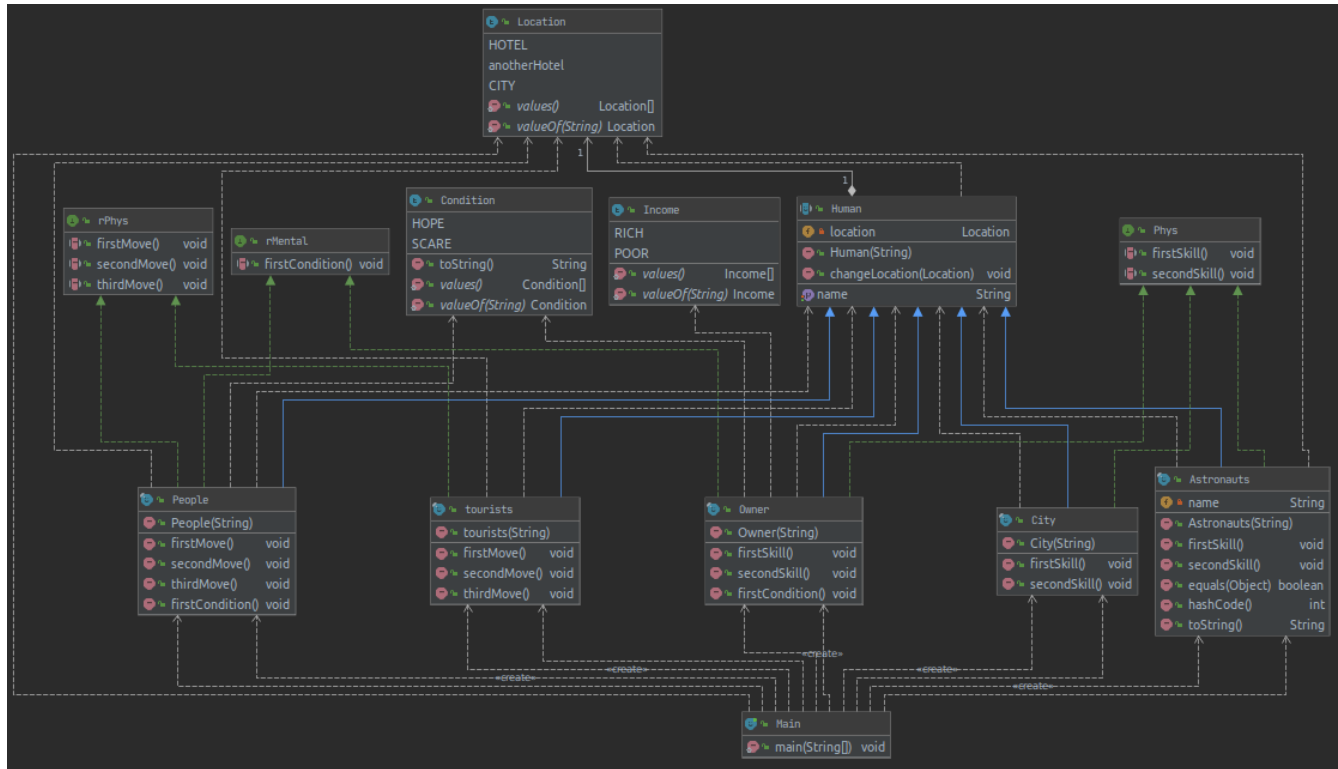 Location
HOTEL
anotherHotel
CITY
values() Location[]
valueOf(String) Location
1
1
rPhys
firstMove() void
secondMove() void
thirdMove() void
rMental
firstCondition() void
Condition
HOPE
SCARE
toString() String
values() Condition[]
valueOf(String) Condition
Income
RICH
POOR
values() Income[]
valueOf(String) Income
Human
location Location
Human(String)
changeLocation(Location) void
name String
Phys
firstSkill() void
secondSkill() void
People
People(String)
firstMove() void
secondMove() void
thirdMove() void
firstCondition() void
tourists
tourists(String)
firstMove() void
secondMove() void
thirdMove() void
Owner
Owner(String)
firstSkill() void
secondSkill() void
firstCondition() void
City
City(String)
firstSkill() void
secondSkill() void
Astronauts
name String
Astronauts(String)
firstSkill() void
secondSkill() void
equals(Object) boolean
hashCode() int
toString() String
«create»
«create»
«create»
«create»
«create»
Main
main(String[]) void